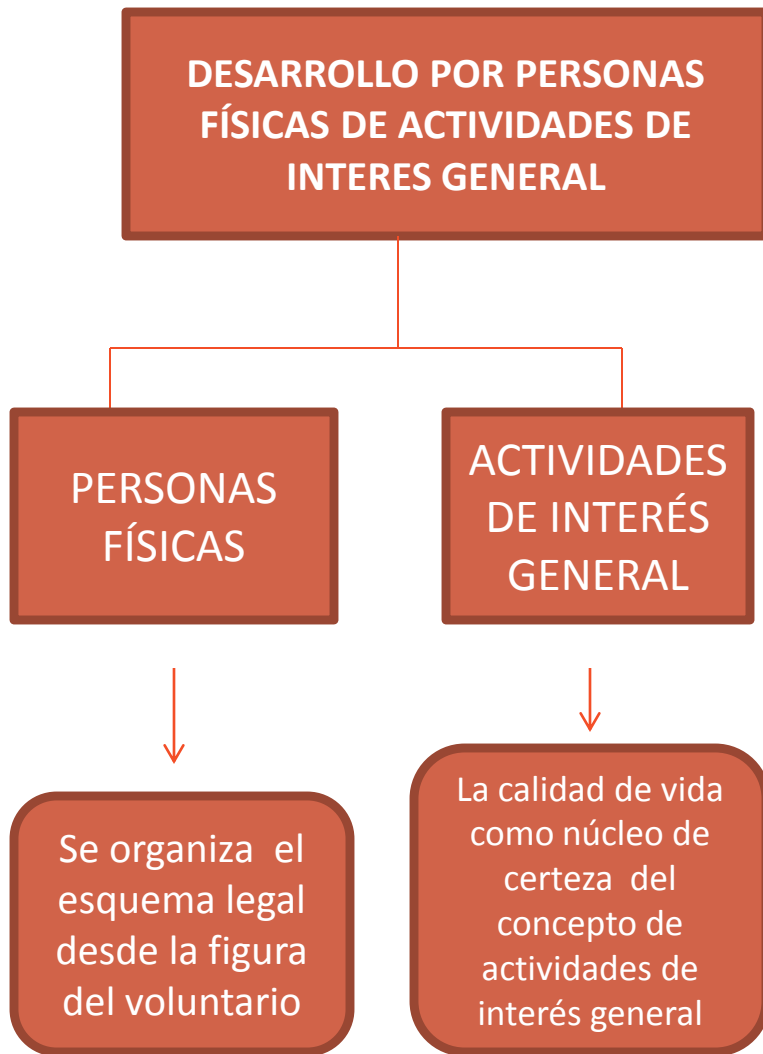 DESARROLLO POR PERSONAS
FÍSICAS DE ACTIVIDADES DE
INTERES GENERAL
PERSONAS
FÍSICAS
ACTIVIDADES
DE INTERÉS
GENERAL
Se organiza el
esquema legal
desde la figura
del voluntario
La calidad de vida
como núcleo de
certeza del
concepto de
actividades de
interés general